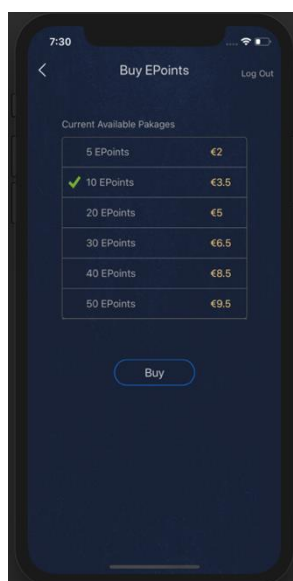 7:30
Buy EPoints
Log Out
Current Available Pakages
5 EPoints €2
10 EPoints €3.5
20 EPoints €5
30 EPoints €6.5
40 EPoints €8.5
50 EPoints €9.5
Buy